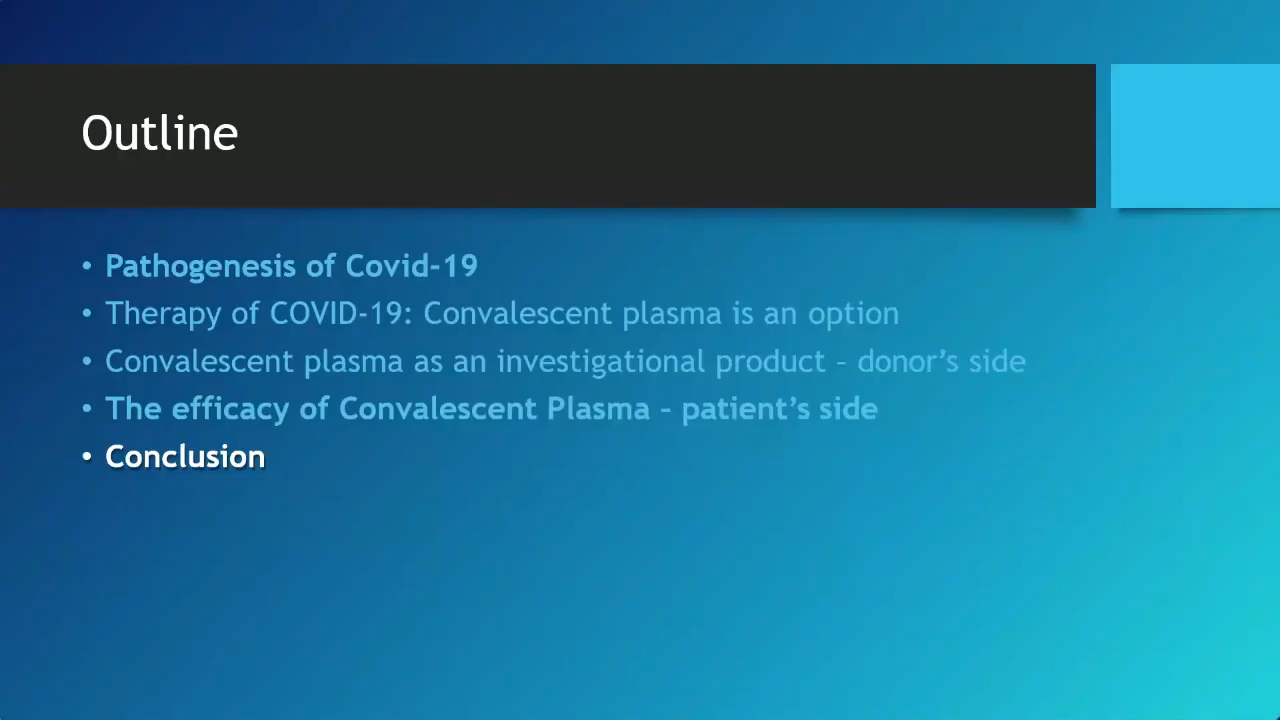 Outline
• Pathogenesis of Covid-19
• Therapy of COVID-19: Convalescent plasma is an option
• Convalescent plasma as an investigational product – donor’s side
• The efficacy of Convalescent Plasma – patient’s side
• Conclusion